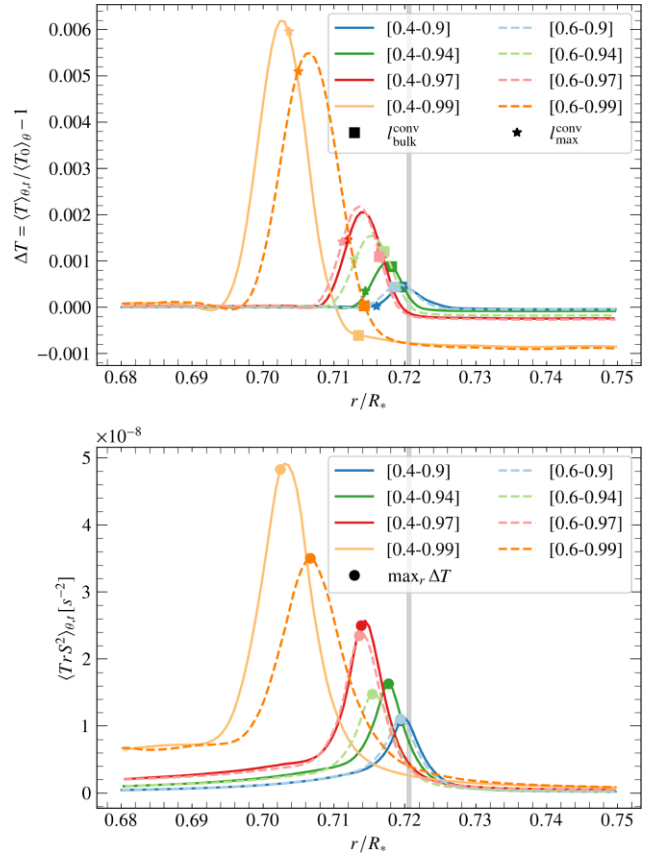 0.006
0.005
0.004
0.003
0.002
0.001
0.000
−0.001
ΔT = ⟨T⟩θ,t/⟨T₀⟩θ − 1
[0.4–0.9] [0.6–0.9]
[0.4–0.94] [0.6–0.94]
[0.4–0.97] [0.6–0.97]
[0.4–0.99] [0.6–0.99]
l_bulk^conv l_max^conv
0.68 0.69 0.70 0.71 0.72 0.73 0.74 0.75
r/R*
×10⁻⁸
5
4
3
2
1
0
⟨TrS²⟩θ,t [s⁻²]
[0.4–0.9] [0.6–0.9]
[0.4–0.94] [0.6–0.94]
[0.4–0.97] [0.6–0.97]
[0.4–0.99] [0.6–0.99]
max_r ΔT
0.68 0.69 0.70 0.71 0.72 0.73 0.74 0.75
r/R*